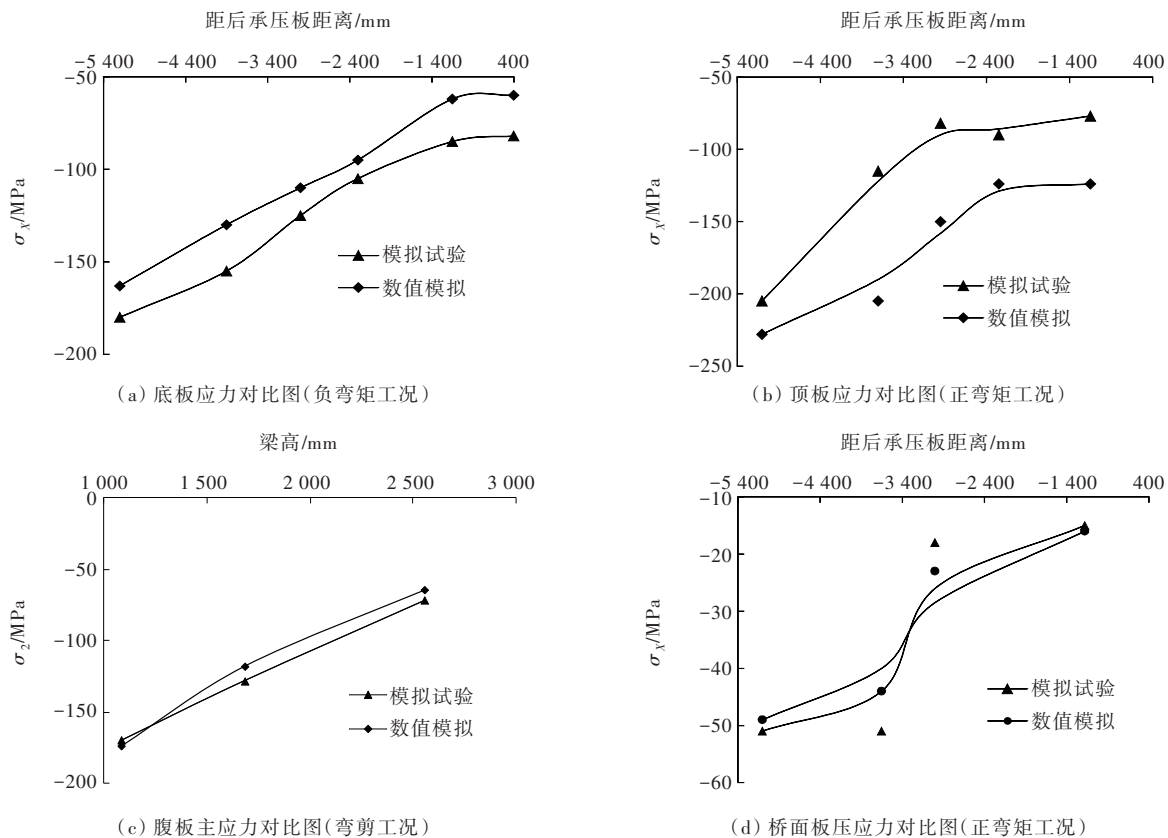 距后承压板距离/mm
-5 400 -4 400 -3 400 -2 400 -1 400 400
-50
-100
-150
-200
σX/MPa
模拟试验
数值模拟
(a) 底板应力对比图(负弯矩工况)
距后承压板距离/mm
-5 400 -4 400 -3 400 -2 400 -1 400 400
-50
-100
-150
-200
-250
σX/MPa
模拟试验
数值模拟
(b) 顶板应力对比图(正弯矩工况)
梁高/mm
1 000 1 500 2 000 2 500 3 000
0
-50
-100
-150
-200
σ2/MPa
模拟试验
数值模拟
(c) 腹板主应力对比图(弯剪工况)
距后承压板距离/mm
-5 400 -4 400 -3 400 -2 400 -1 400 400
-10
-20
-30
-40
-50
-60
σX/MPa
模拟试验
数值模拟
(d) 桥面板压应力对比图(正弯矩工况)